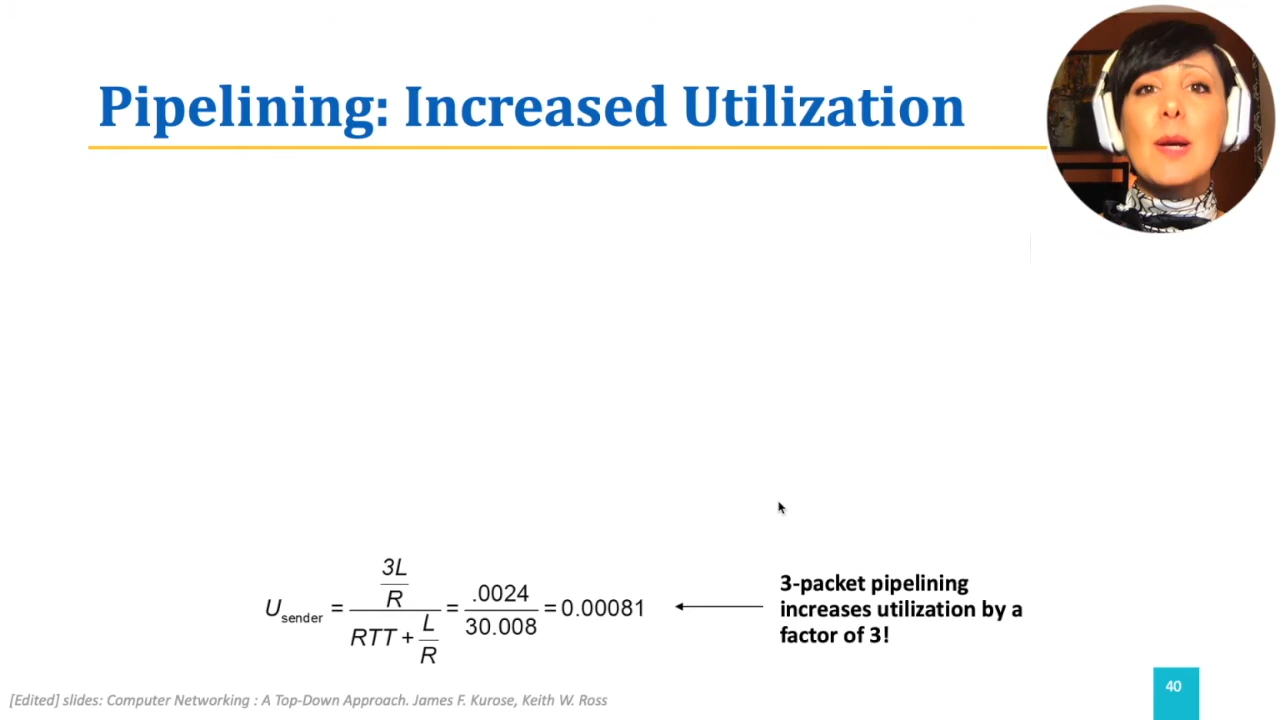 Pipelining: Increased Utilization
U sender = (3L / R) / (RTT + L / R) = .0024 / 30.008 = 0.00081
3-packet pipelining
increases utilization by a
factor of 3!
[Edited] slides: Computer Networking : A Top-Down Approach. James F. Kurose, Keith W. Ross
40